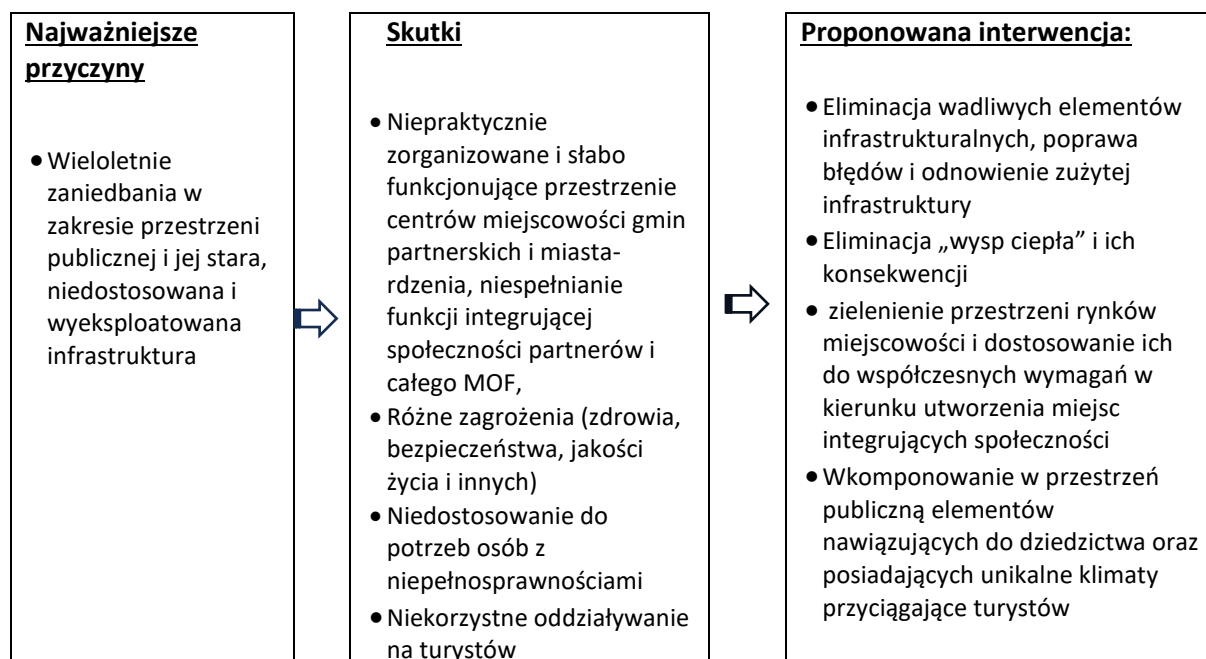 Najważniejsze
przyczyny
• Wieloletnie
zaniedbania w
zakresie przestrzeni
publicznej i jej stara,
niedostosowana i
wyeksploatowana
infrastruktura
Skutki
• Niepraktycznie
zorganizowane i słabo
funkcjonujące przestrzenie
centrów miejscowości gmin
partnerskich i miasta-
rdzenia, niespełnianie
funkcji integrującej
społeczności partnerów i
całego MOF,
• Różne zagrożenia (zdrowia,
bezpieczeństwa, jakości
życia i innych)
• Niedostosowanie do
potrzeb osób z
niepełnosprawnościami
• Niekorzystne oddziaływanie
na turystów
Proponowana interwencja:
• Eliminacja wadliwych elementów
infrastrukturalnych, poprawa
błędów i odnowienie zużytej
infrastruktury
• Eliminacja „wysp ciepła” i ich
konsekwencji
• zielenienie przestrzeni rynków
miejscowości i dostosowanie ich
do współczesnych wymagań w
kierunku utworzenia miejsc
integrujących społeczności
• Wkomponowanie w przestrzeń
publiczną elementów
nawiązujących do dziedzictwa oraz
posiadających unikalne klimaty
przyciągające turystów